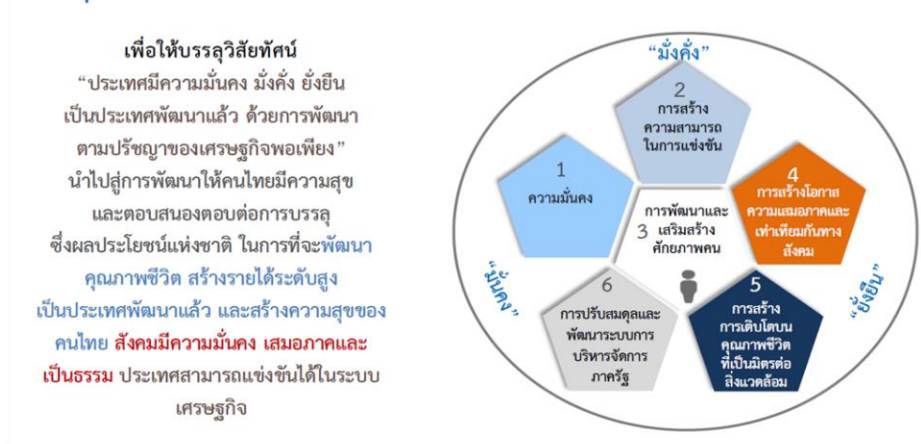 เพื่อให้บรรลุวิสัยทัศน์
“ประเทศมีความมั่นคง มั่งคั่ง ยั่งยืน
เป็นประเทศพัฒนาแล้ว ด้วยการพัฒนา
ตามปรัชญาของเศรษฐกิจพอเพียง”
นำไปสู่การพัฒนาให้คนไทยมีความสุข
และตอบสนองตอบต่อการบรรลุ
ซึ่งผลประโยชน์แห่งชาติ ในการที่จะพัฒนา
คุณภาพชีวิต สร้างรายได้ระดับสูง
เป็นประเทศพัฒนาแล้ว และสร้างความสุขของ
คนไทย สังคมมีความมั่นคง เสมอภาคและ
เป็นธรรม ประเทศสามารถแข่งขันได้ในระบบ
เศรษฐกิจ
“มั่งคั่ง”
2
การสร้าง
ความสามารถ
ในการแข่งขัน
1
ความมั่นคง
4
การสร้างโอกาส
ความเสมอภาคและ
เท่าเทียมกันทาง
สังคม
การพัฒนาและ
3 เสริมสร้าง
ศักยภาพคน
“มั่นคง”
“ยั่งยืน”
6
การปรับสมดุลและ
พัฒนาระบบการ
บริหารจัดการ
ภาครัฐ
5
การสร้าง
การเติบโตบน
คุณภาพชีวิต
ที่เป็นมิตรต่อ
สิ่งแวดล้อม